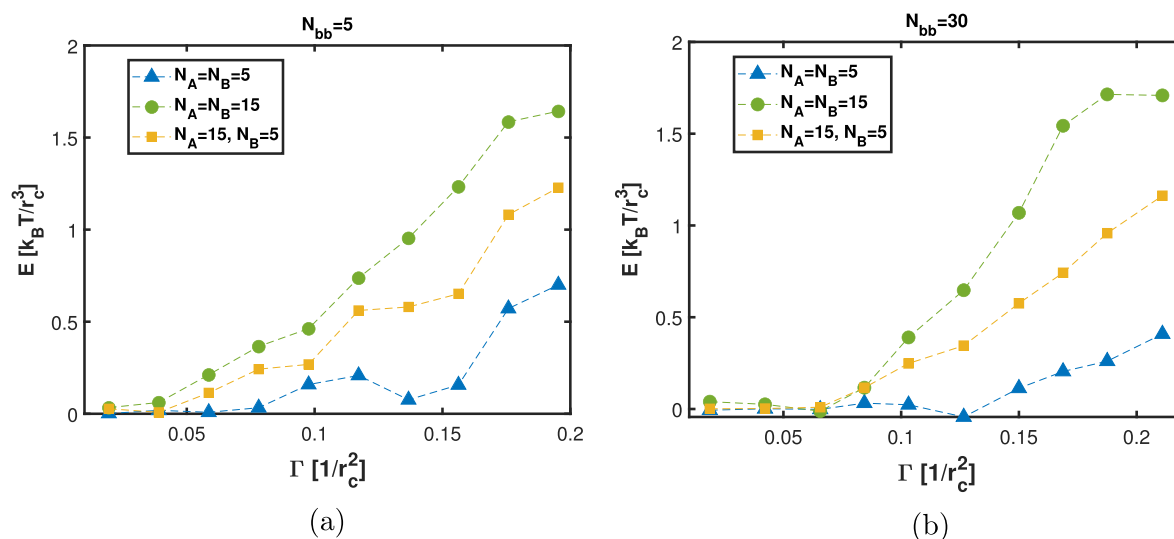 N_bb=5
N_A=N_B=5
N_A=N_B=15
N_A=15, N_B=5
E [k_B T/r_c^3]
2
1.5
1
0.5
0
0.05
0.1
0.15
0.2
Γ [1/r_c^2]
(a)
N_bb=30
N_A=N_B=5
N_A=N_B=15
N_A=15, N_B=5
E [k_B T/r_c^3]
2
1.5
1
0.5
0
0.05
0.1
0.15
0.2
Γ [1/r_c^2]
(b)